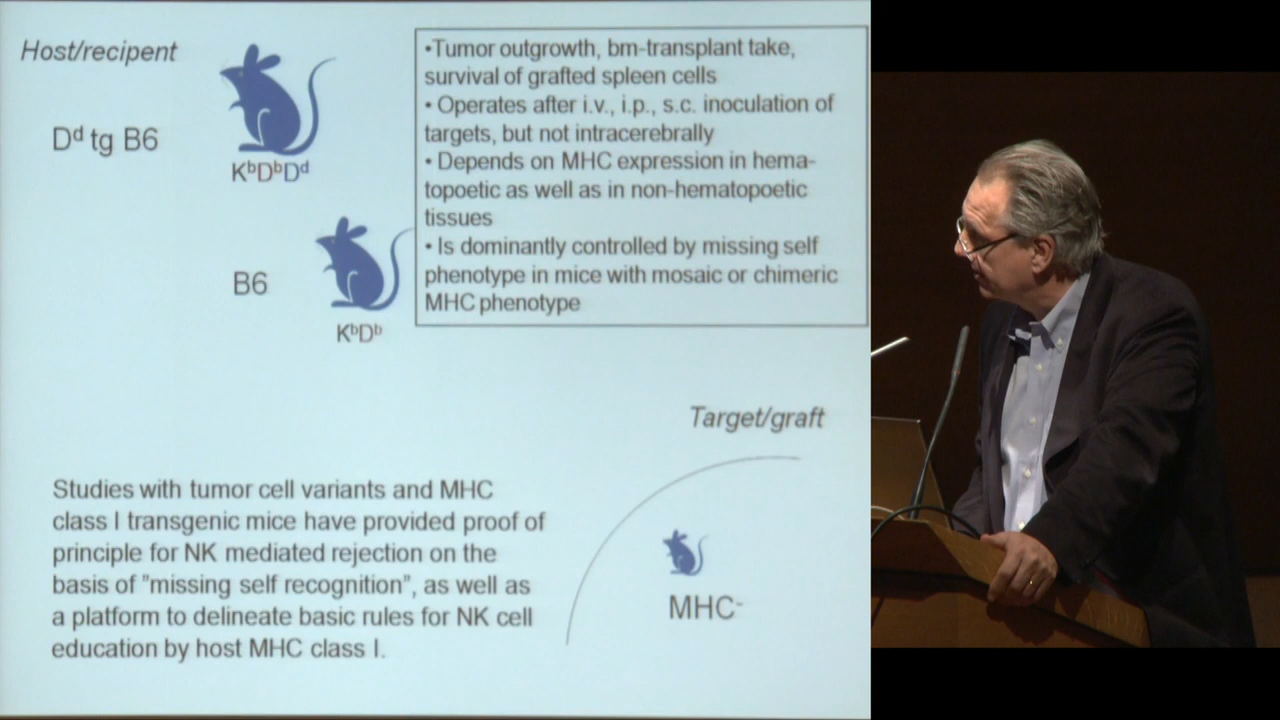 Host/recipent
D^d tg B6
K^bD^bD^d
B6
K^bD^b
•Tumor outgrowth, bm-transplant take,
survival of grafted spleen cells
• Operates after i.v., i.p., s.c. inoculation of
targets, but not intracerebrally
• Depends on MHC expression in hema-
topoetic as well as in non-hematopoetic
tissues
• Is dominantly controlled by missing self
phenotype in mice with mosaic or chimeric
MHC phenotype
Target/graft
MHC⁻
Studies with tumor cell variants and MHC
class I transgenic mice have provided proof of
principle for NK mediated rejection on the
basis of ”missing self recognition”, as well as
a platform to delineate basic rules for NK cell
education by host MHC class I.